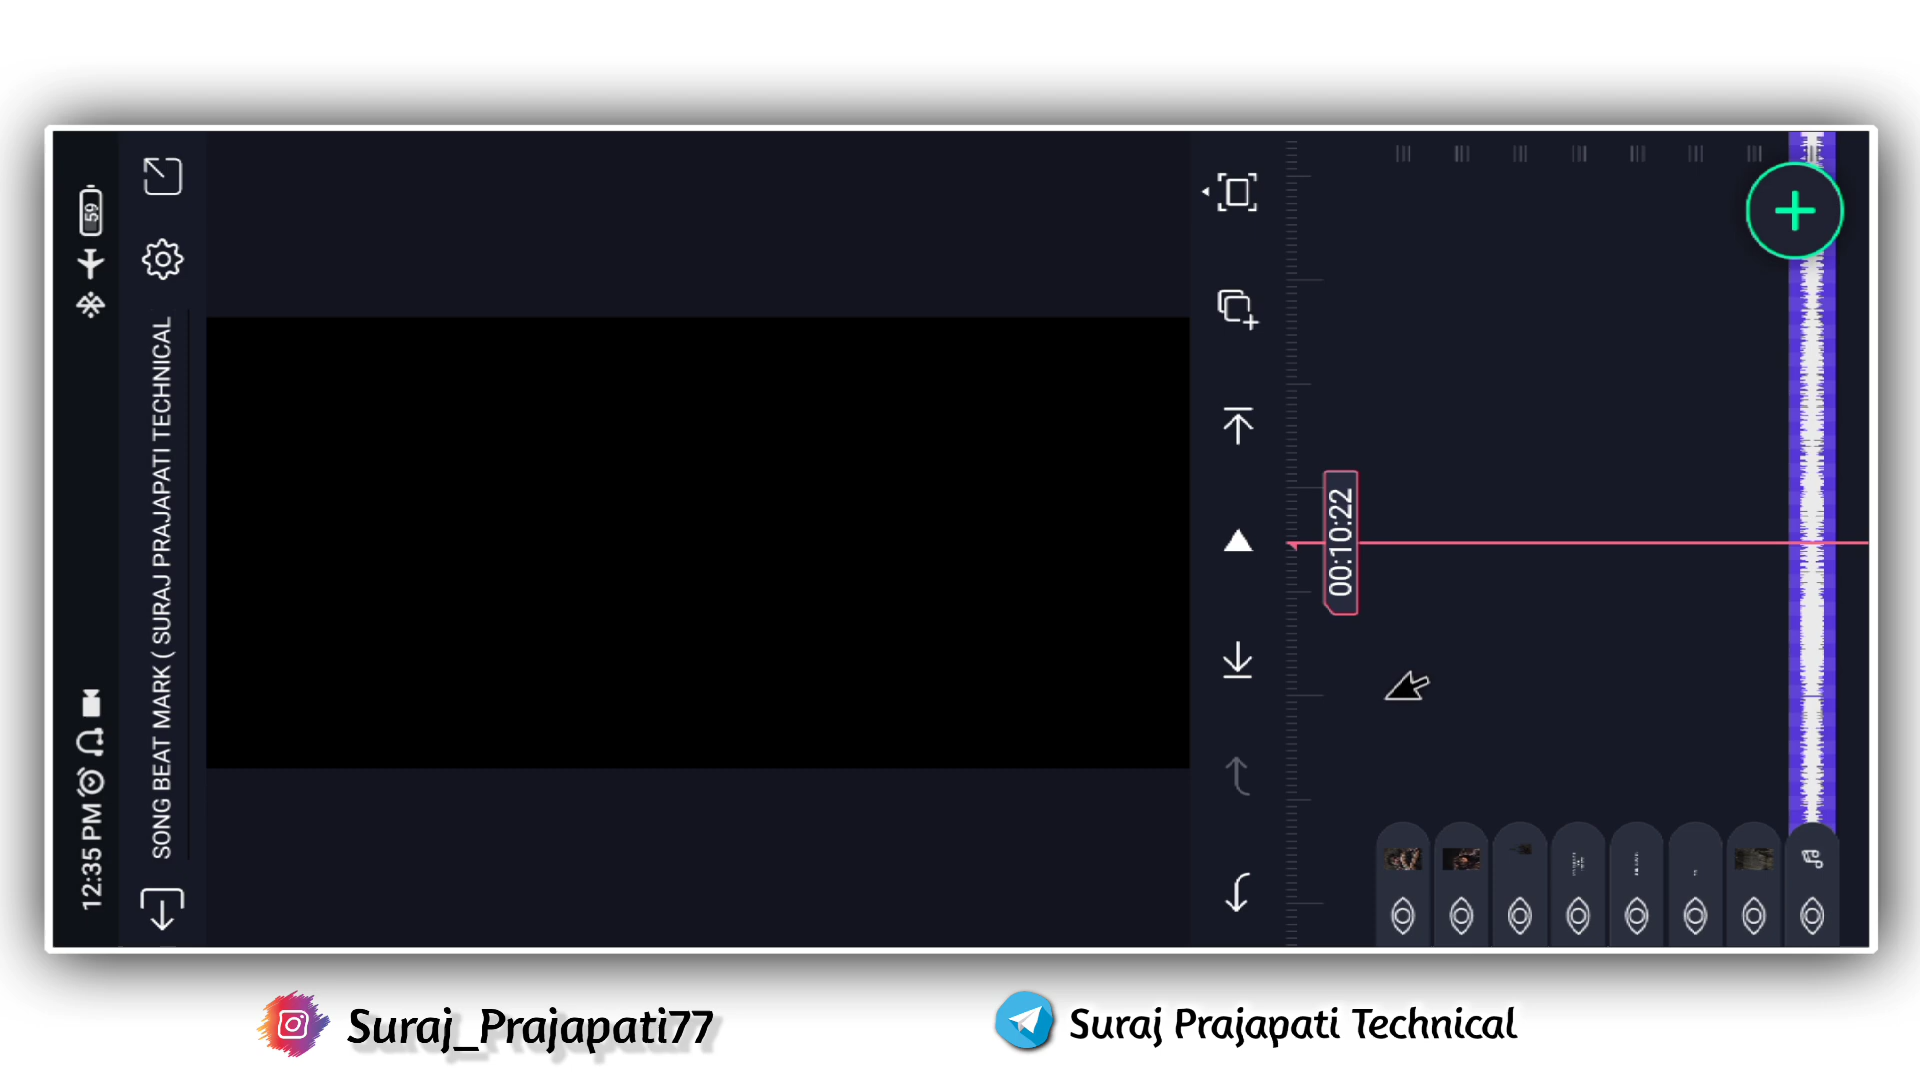 12:35 PM
59
SONG BEAT MARK ( SURAJ PRAJAPATI TECHNICAL
00:10:22
Suraj_Prajapati77
Suraj Prajapati Technical